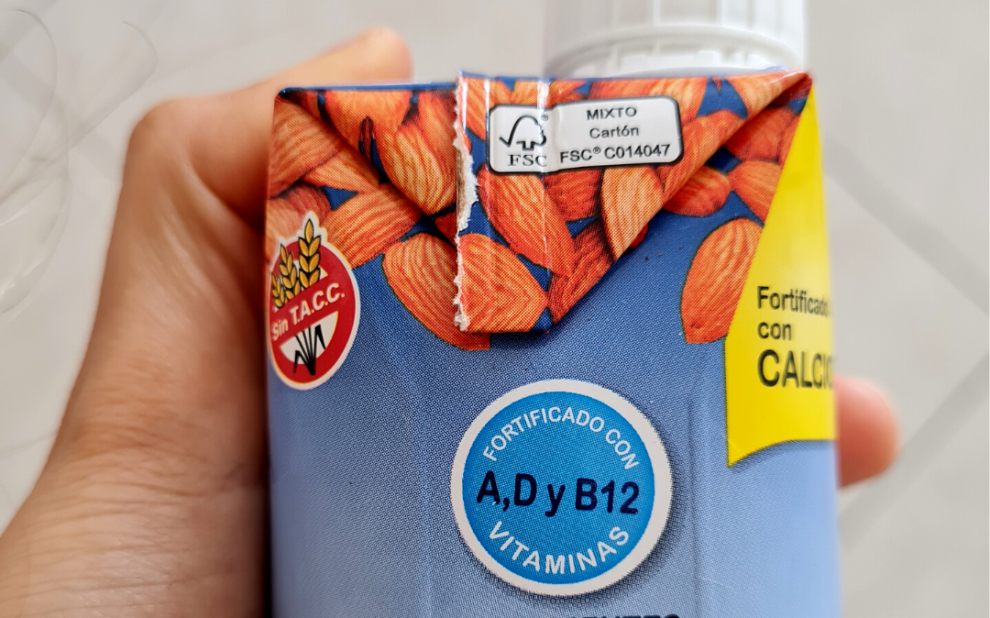 MIXTO
Cartón
FSC® C014047
FSC
Sin T.A.C.C.
Fortificado
con
CALCIO
FORTIFICADO CON
A,D y B12
VITAMINAS